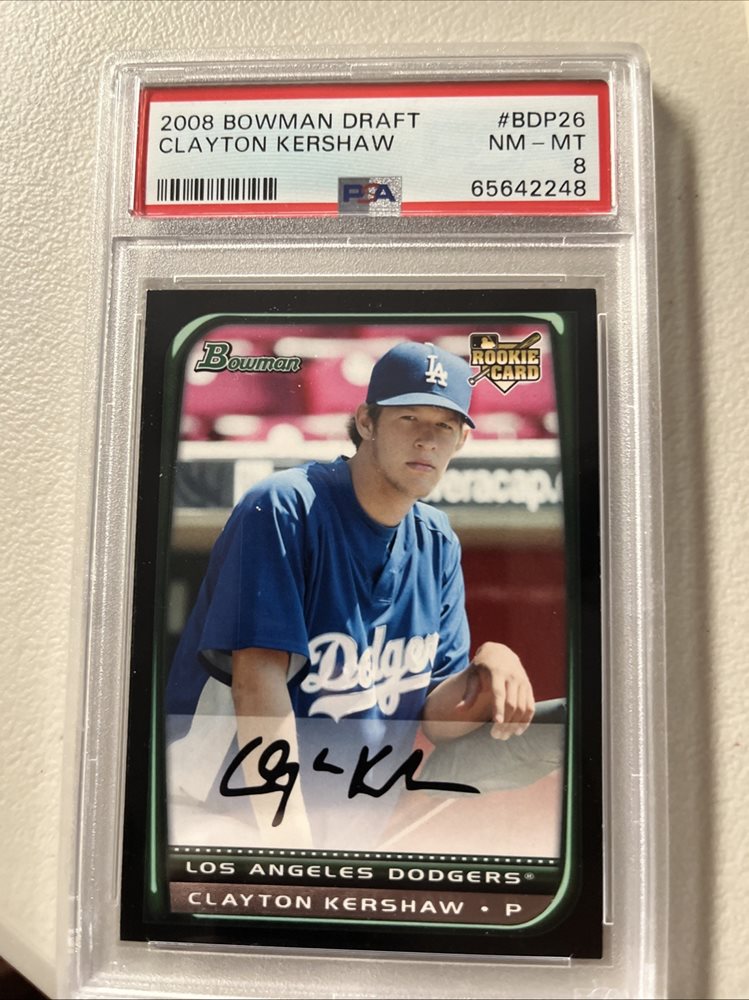 2008 BOWMAN DRAFT #BDP26
CLAYTON KERSHAW NM – MT
8
65642248
PSA
Bowman
ROOKIE
CARD
LA
veracap.
Dodgers
LOS ANGELES DODGERS®
CLAYTON KERSHAW • P